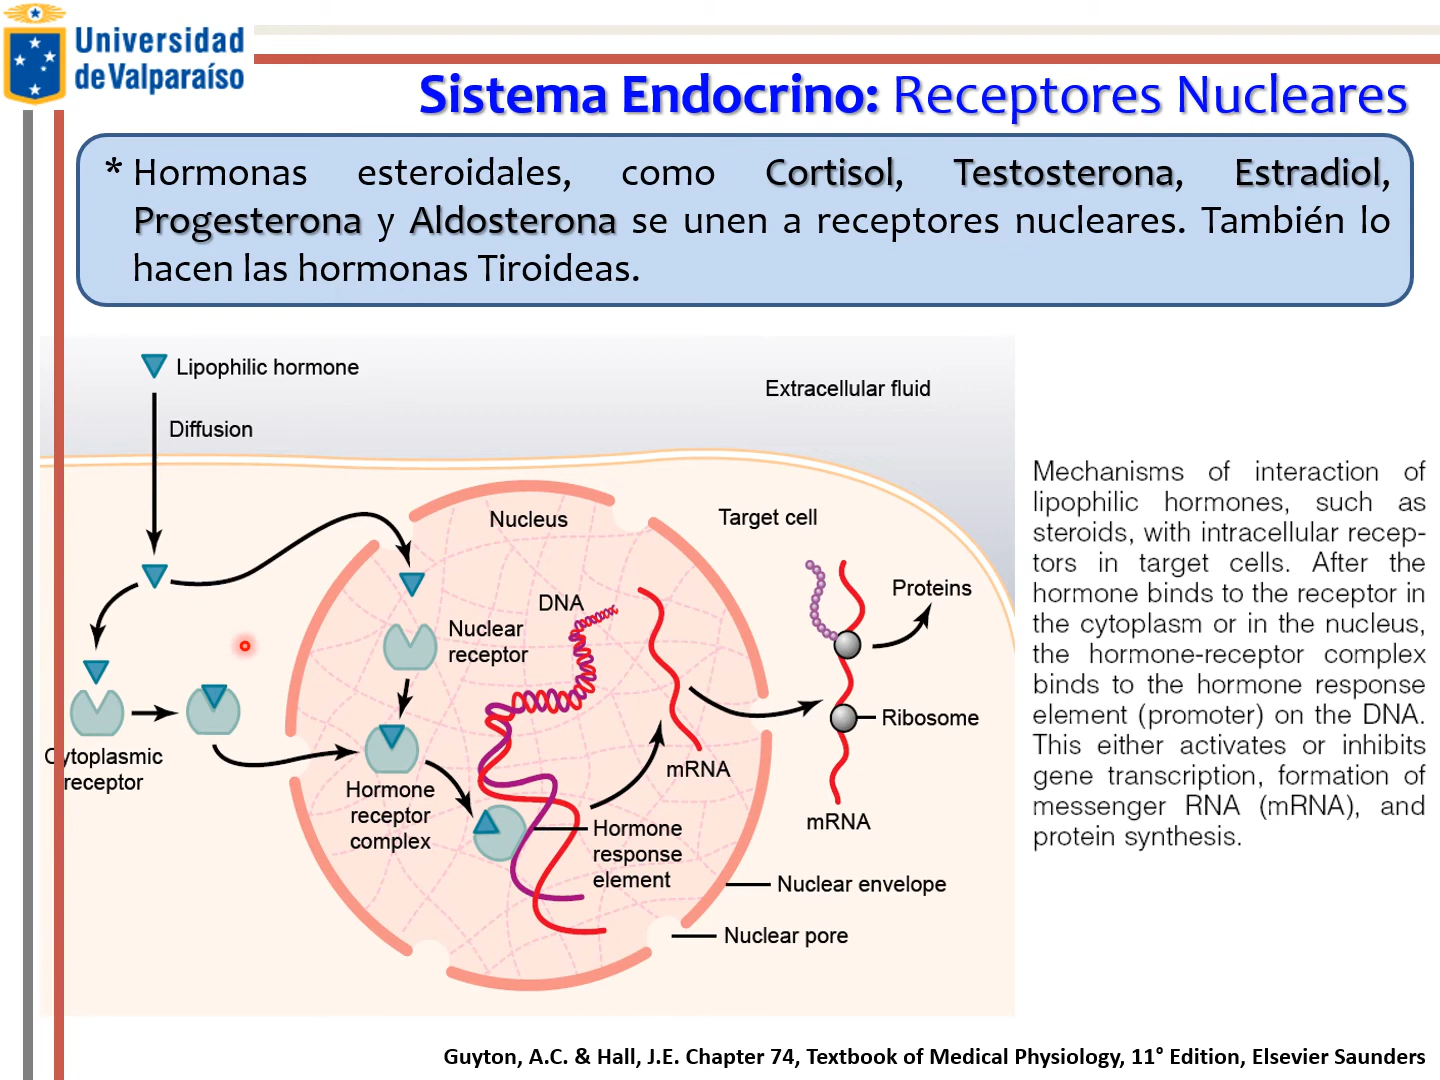 Universidad
deValparaíso
Sistema Endocrino: Receptores Nucleares
* Hormonas esteroidales, como Cortisol, Testosterona, Estradiol,
Progesterona y Aldosterona se unen a receptores nucleares. También lo
hacen las hormonas Tiroideas.
Lipophilic hormone
Extracellular fluid
Diffusion
Nucleus
Target cell
DNA
Proteins
Nuclear
receptor
Ribosome
Cytoplasmic
receptor
mRNA
Hormone
receptor
complex
mRNA
Hormone
response
element
Nuclear envelope
Nuclear pore
Mechanisms of interaction of
lipophilic hormones, such as
steroids, with intracellular recep-
tors in target cells. After the
hormone binds to the receptor in
the cytoplasm or in the nucleus,
the hormone-receptor complex
binds to the hormone response
element (promoter) on the DNA.
This either activates or inhibits
gene transcription, formation of
messenger RNA (mRNA), and
protein synthesis.
Guyton, A.C. & Hall, J.E. Chapter 74, Textbook of Medical Physiology, 11° Edition, Elsevier Saunders